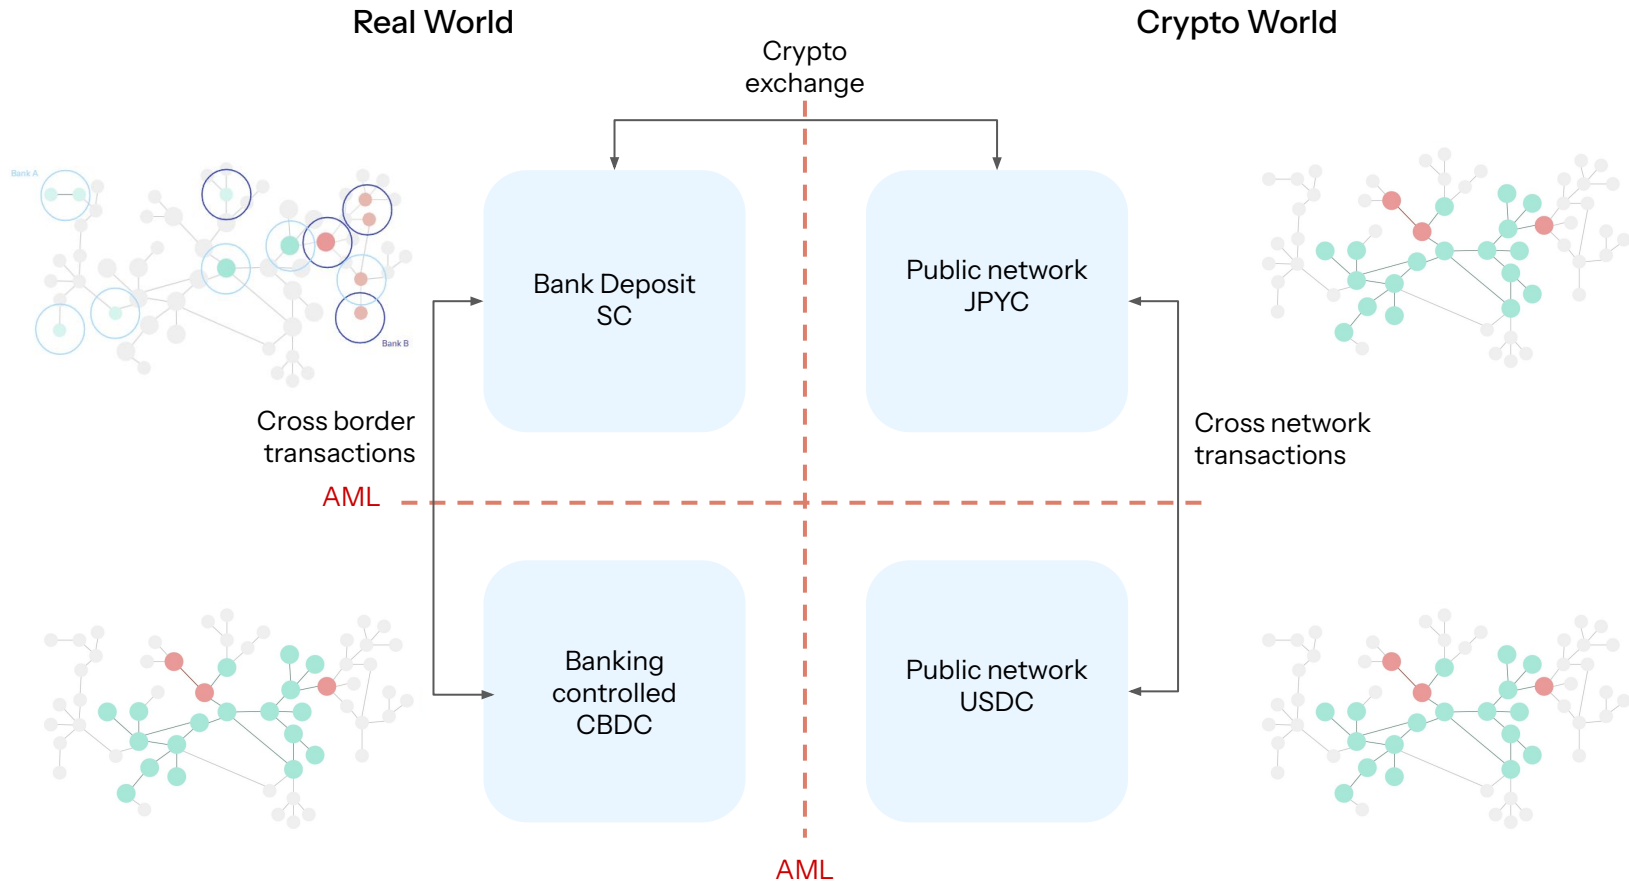 Real World
Crypto World
Crypto
exchange
Bank A
Bank B
Bank Deposit
SC
Public network
JPYC
Cross border
transactions
Cross network
transactions
AML
Banking
controlled
CBDC
Public network
USDC
AML